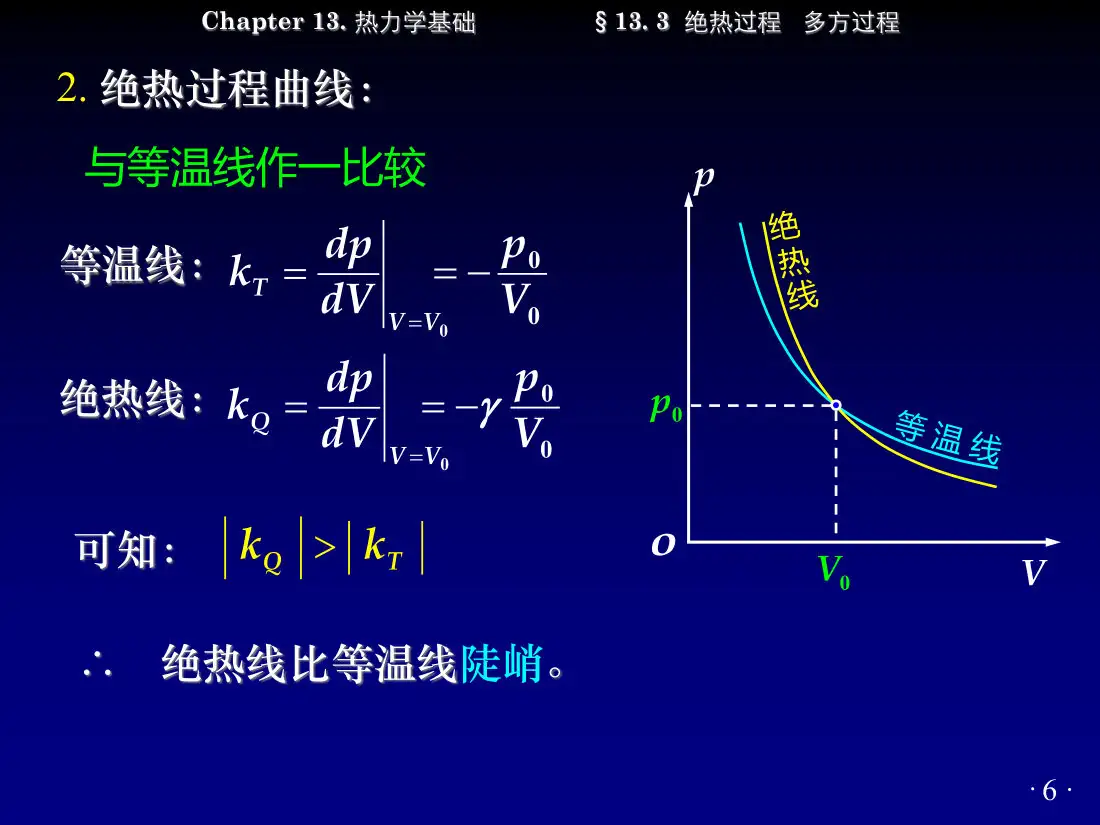 Chapter 13. 热力学基础 §13. 3 绝热过程 多方过程
2. 绝热过程曲线：
与等温线作一比较
等温线： k_T = dp/dV |_{V=V_0} = − p_0/V_0
绝热线： k_Q = dp/dV |_{V=V_0} = −γ p_0/V_0
可知： |k_Q| > |k_T|
∴ 绝热线比等温线陡峭。
p
绝热线
p_0
等温线
O
V_0
V
· 6 ·